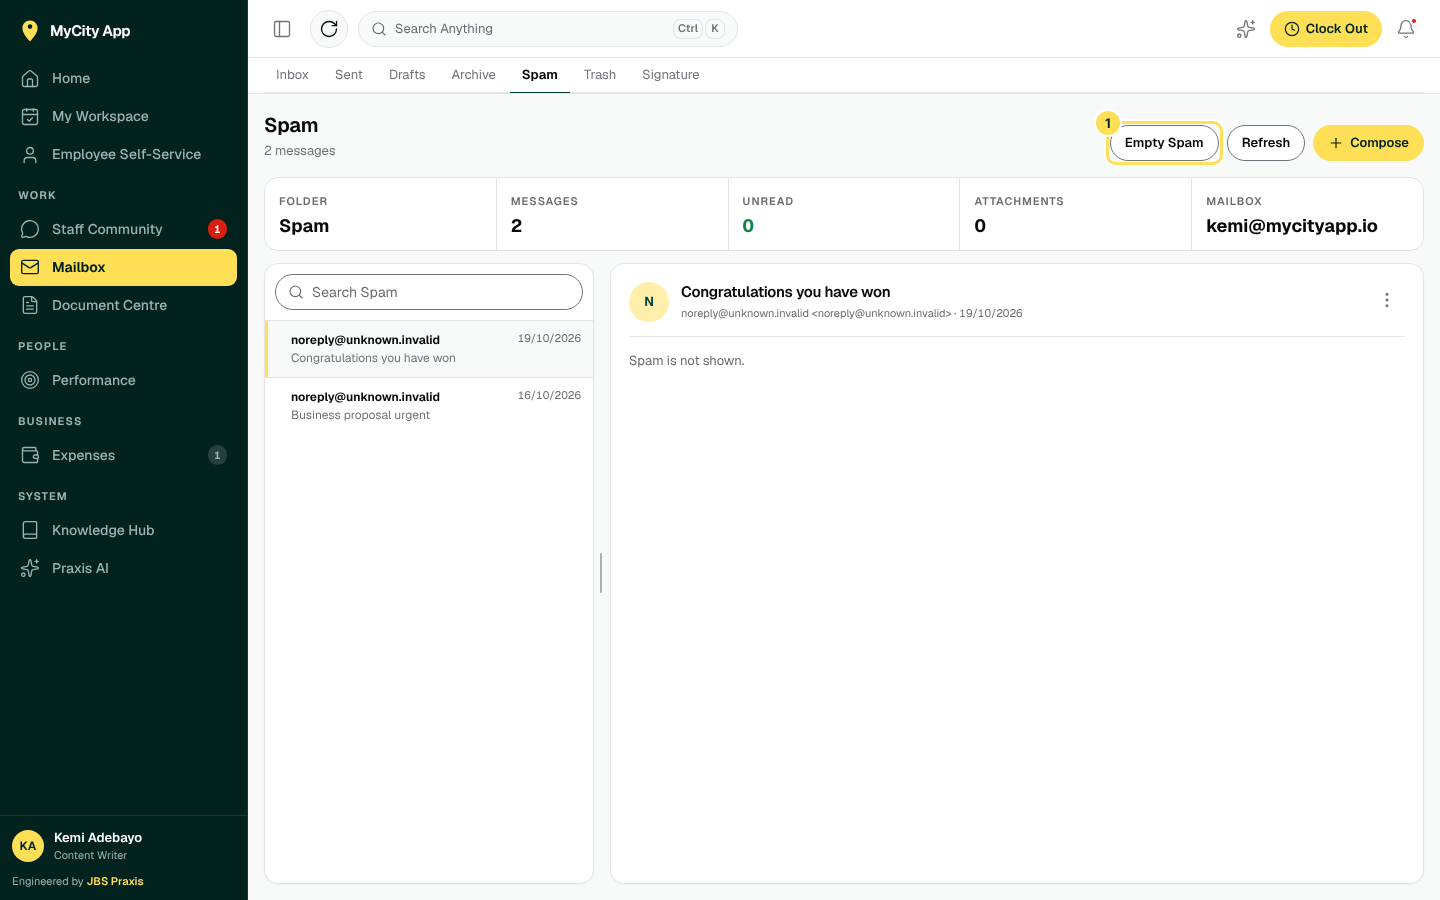 MyCity App
Home
My Workspace
Employee Self-Service
WORK
Staff Community 1
Mailbox
Document Centre
PEOPLE
Performance
BUSINESS
Expenses 1
SYSTEM
Knowledge Hub
Praxis AI
KA
Kemi Adebayo
Content Writer
Engineered by JBS Praxis
Search Anything Ctrl K
Clock Out
Inbox Sent Drafts Archive Spam Trash Signature
Spam
2 messages
1
Empty Spam Refresh Compose
FOLDER
Spam
MESSAGES
2
UNREAD
0
ATTACHMENTS
0
MAILBOX
kemi@mycityapp.io
Search Spam
noreply@unknown.invalid 19/10/2026
Congratulations you have won
noreply@unknown.invalid 16/10/2026
Business proposal urgent
N
Congratulations you have won
noreply@unknown.invalid <noreply@unknown.invalid> · 19/10/2026
Spam is not shown.